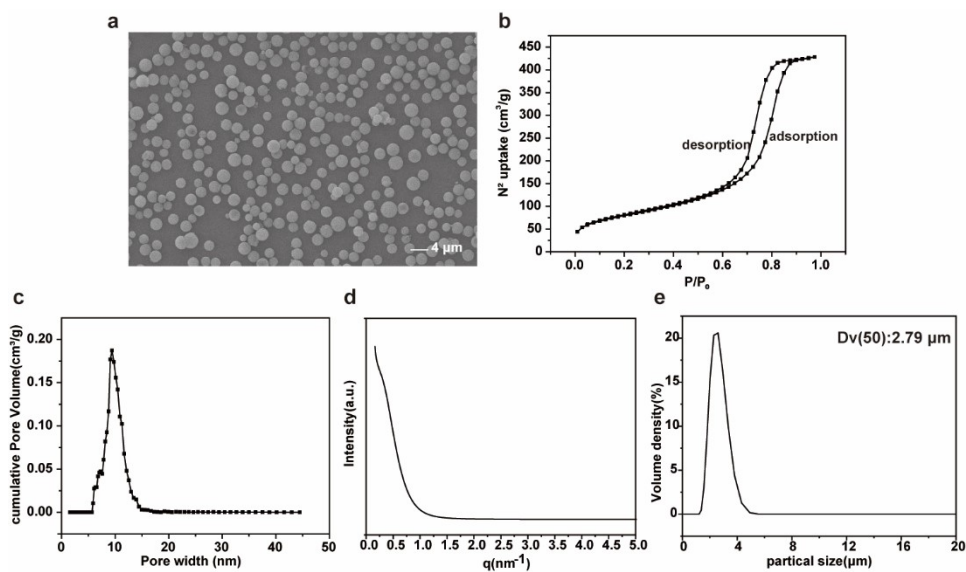 a
4 µm
b
N² uptake (cm³/g)
450
400
350
300
250
200
150
100
50
0
desorption
adsorption
0.0 0.2 0.4 0.6 0.8 1.0
P/P₀
c
cumulative Pore Volume(cm³/g)
0.20
0.15
0.10
0.05
0.00
0 10 20 30 40 50
Pore width (nm)
d
Intensity(a.u.)
0.0 0.5 1.0 1.5 2.0 2.5 3.0 3.5 4.0 4.5 5.0
q(nm⁻¹)
e
Dv(50):2.79 µm
Volume density(%)
20
15
10
5
0
0 4 8 12 16 20
partical size(µm)